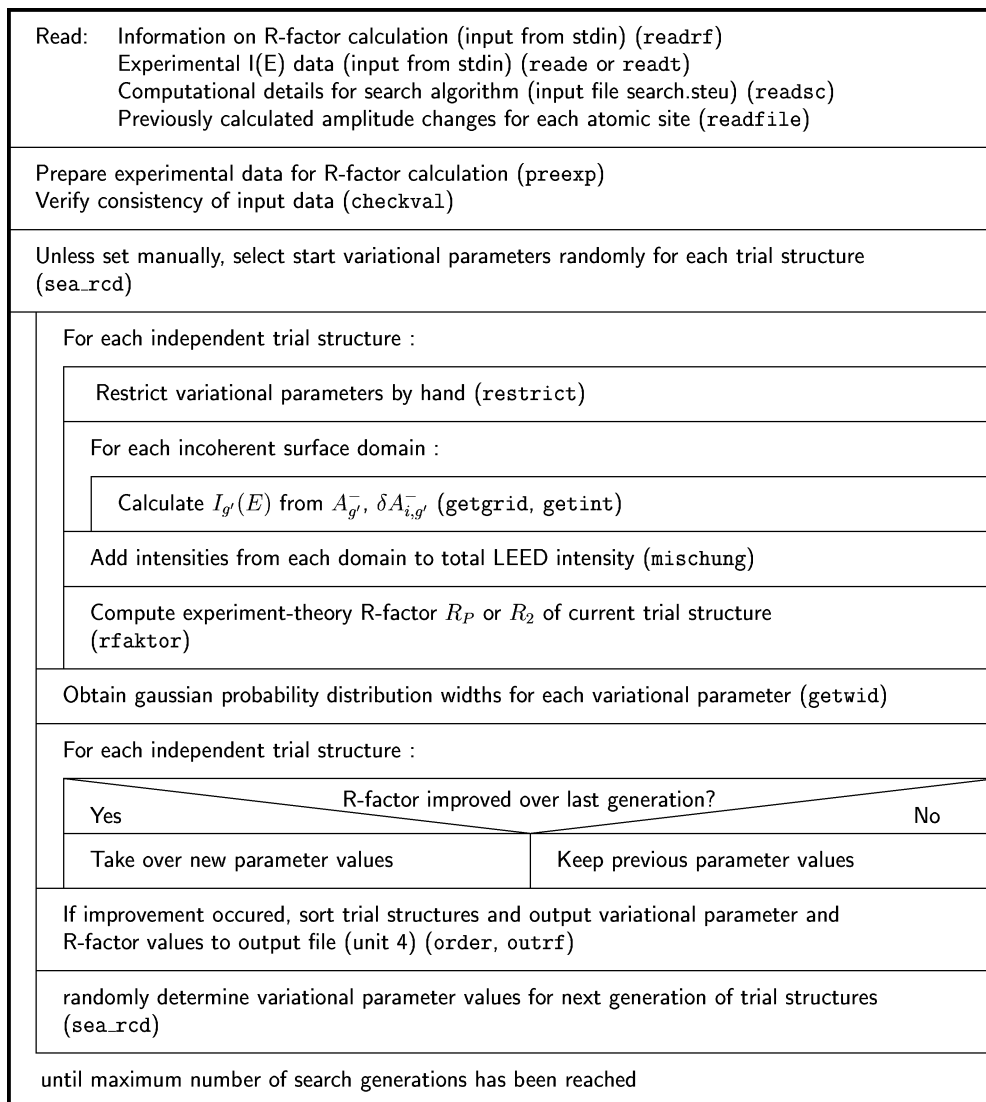 Read: Information on R-factor calculation (input from stdin) (readrf)
Experimental I(E) data (input from stdin) (reade or readt)
Computational details for search algorithm (input file search.steu) (readsc)
Previously calculated amplitude changes for each atomic site (readfile)
Prepare experimental data for R-factor calculation (preexp)
Verify consistency of input data (checkval)
Unless set manually, select start variational parameters randomly for each trial structure
(sea_rcd)
For each independent trial structure :
Restrict variational parameters by hand (restrict)
For each incoherent surface domain :
Calculate $I_{g'}(E)$ from $A^-_{g'}$, $\delta A^-_{i,g'}$ (getgrid, getint)
Add intensities from each domain to total LEED intensity (mischung)
Compute experiment-theory R-factor $R_P$ or $R_2$ of current trial structure
(rfaktor)
Obtain gaussian probability distribution widths for each variational parameter (getwid)
For each independent trial structure :
R-factor improved over last generation?
Yes No
Take over new parameter values Keep previous parameter values
If improvement occured, sort trial structures and output variational parameter and
R-factor values to output file (unit 4) (order, outrf)
randomly determine variational parameter values for next generation of trial structures
(sea_rcd)
until maximum number of search generations has been reached